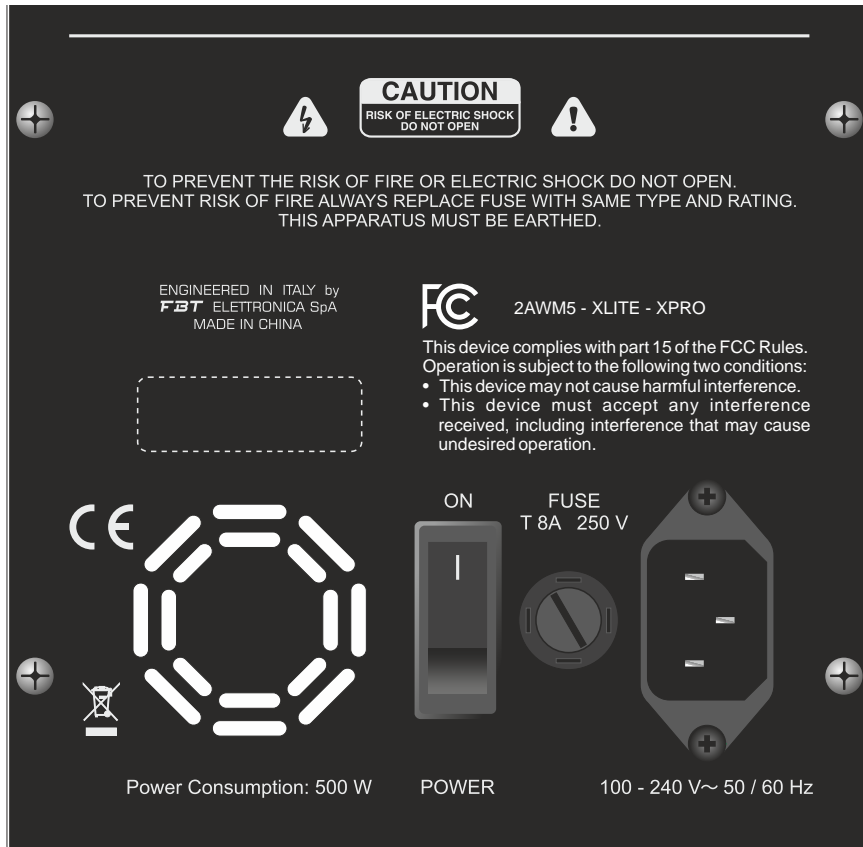 CAUTION
RISK OF ELECTRIC SHOCK
DO NOT OPEN
TO PREVENT THE RISK OF FIRE OR ELECTRIC SHOCK DO NOT OPEN.
TO PREVENT RISK OF FIRE ALWAYS REPLACE FUSE WITH SAME TYPE AND RATING.
THIS APPARATUS MUST BE EARTHED.
ENGINEERED IN ITALY by
FBT ELETTRONICA SpA
MADE IN CHINA
FC 2AWM5 - XLITE - XPRO
This device complies with part 15 of the FCC Rules.
Operation is subject to the following two conditions:
• This device may not cause harmful interference.
• This device must accept any interference
received, including interference that may cause
undesired operation.
CE
ON
FUSE
T 8A 250 V
Power Consumption: 500 W
POWER
100 - 240 V~ 50 / 60 Hz